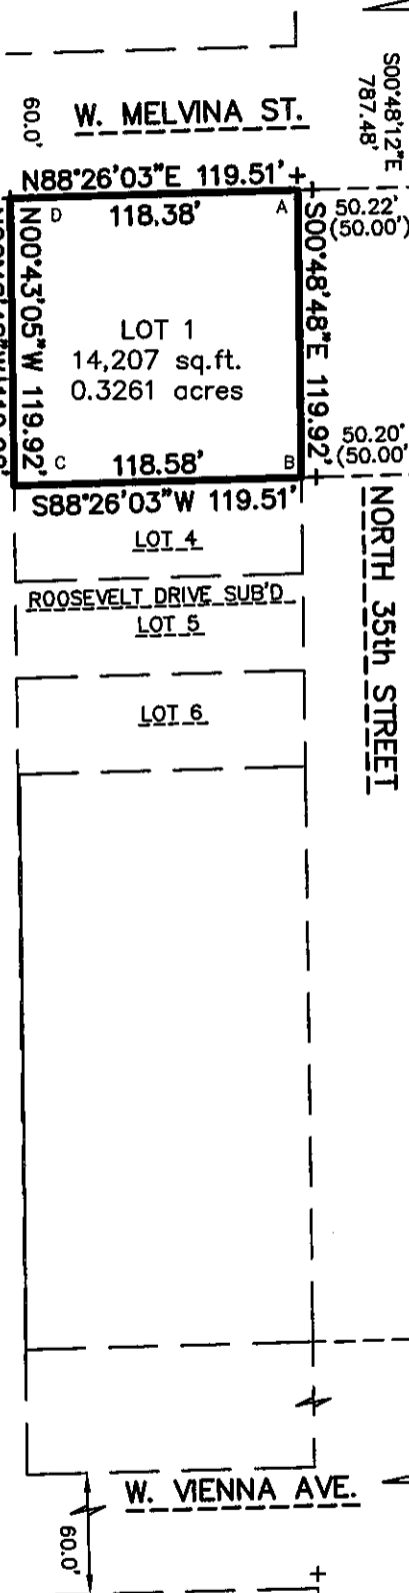 S00°48'12"E
787.48'
60.0'
W. MELVINA ST.
N88°26'03"E 119.51'
D
118.38'
A
50.22'
(50.00')
N00°43'05"W 119.92'
S00°48'48"E 119.92'
LOT 1
14,207 sq.ft.
0.3261 acres
50.20'
(50.00')
C
118.58'
B
S88°26'03"W 119.51'
LOT 4
ROOSEVELT DRIVE SUB'D
LOT 5
LOT 6
NORTH 35th STREET
W. VIENNA AVE.
60.0'